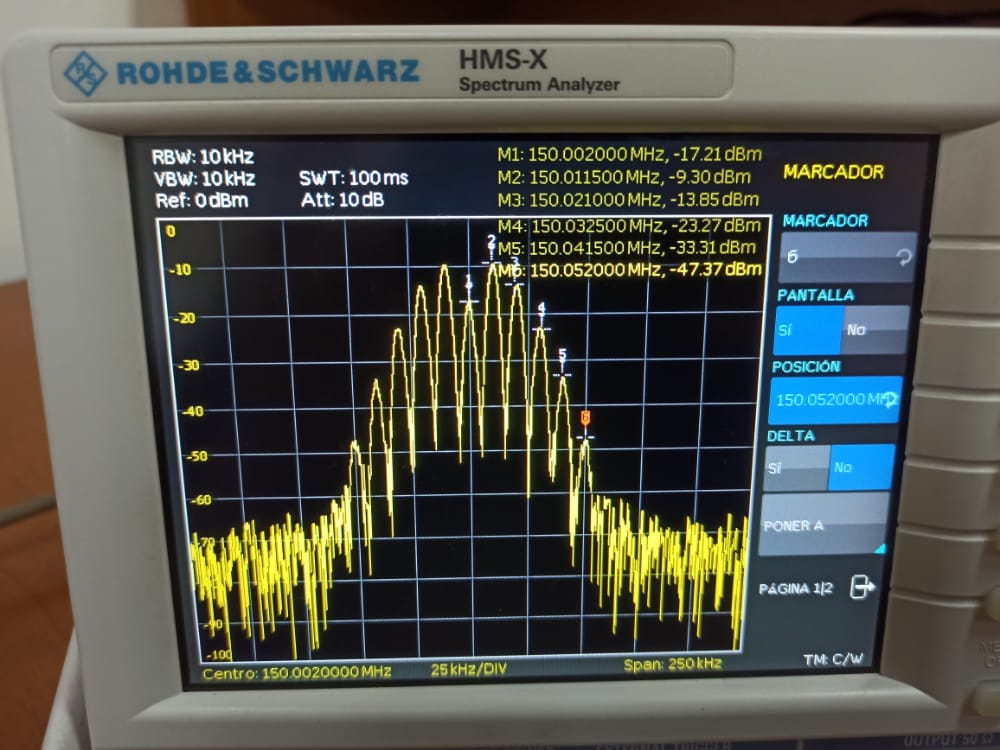 ROHDE&SCHWARZ
HMS-X
Spectrum Analyzer
RBW: 10 kHz
VBW: 10 kHz
SWT: 100 ms
Ref: 0 dBm
Att: 10 dB
M1: 150.002000 MHz, -17.21 dBm
M2: 150.011500 MHz, -9.30 dBm
M3: 150.021000 MHz, -13.85 dBm
M4: 150.032500 MHz, -23.27 dBm
M5: 150.041500 MHz, -33.31 dBm
M6: 150.052000 MHz, -47.37 dBm
0
-10
-20
-30
-40
-50
-60
-70
-90
-100
1
2
3
4
5
6
Centro: 150.0020000 MHz
25 kHz/DIV
Span: 250 kHz
MARCADOR
MARCADOR
6
PANTALLA
Sí No
POSICIÓN
150.052000 MHz
DELTA
Sí No
PONER A
PÁGINA 1|2
TM: C/W
OUTPUT 50 Ω